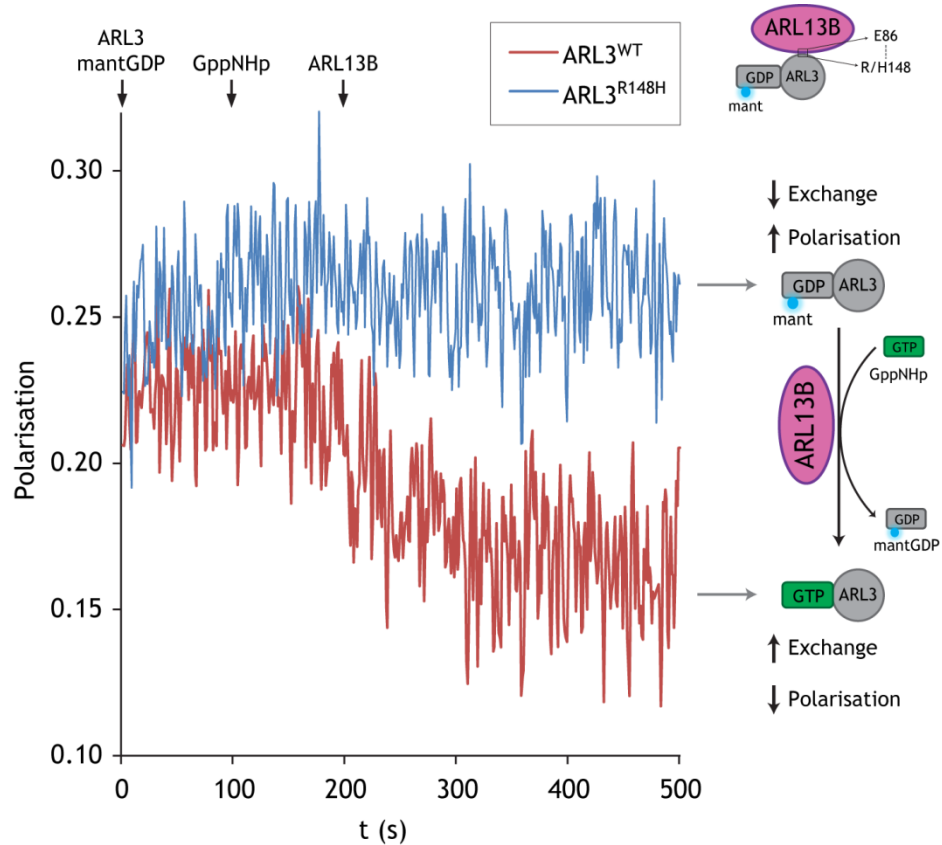 ARL3
mantGDP
GppNHp
ARL13B
ARL3WT
ARL3R148H
ARL13B
E86
R/H148
GDP
ARL3
mant
0.30
0.25
0.20
0.15
0.10
Polarisation
0
100
200
300
400
500
t (s)
Exchange
Polarisation
GDP
ARL3
mant
GTP
GppNHp
ARL13B
GDP
mantGDP
GTP
ARL3
Exchange
Polarisation